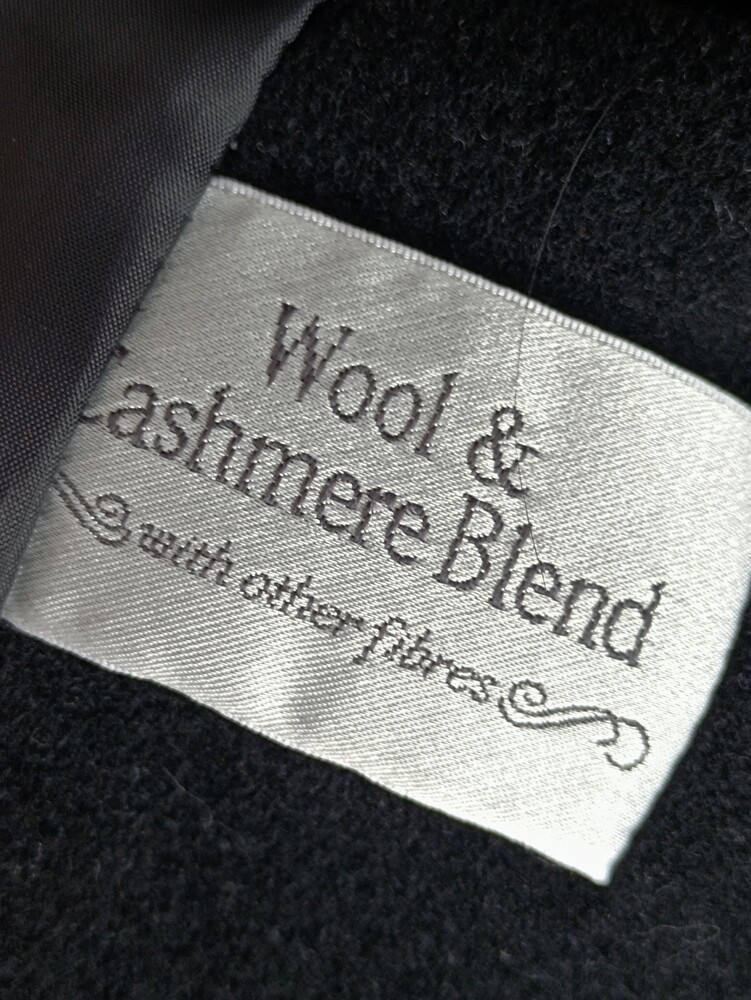 Wool &
Cashmere Blend
with other fibres